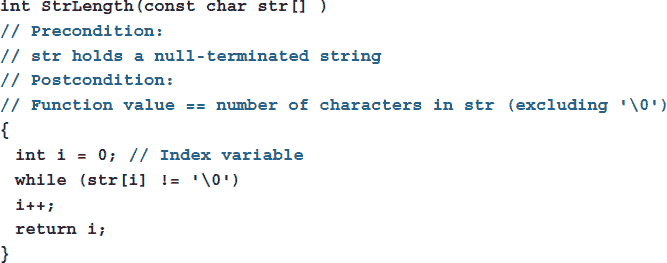 int StrLength(const char str[] )
// Precondition:
// str holds a null-terminated string
// Postcondition:
// Function value == number of characters in str (excluding '\0')
{
int i = 0; // Index variable
while (str[i] != '\0')
i++;
return i;
}